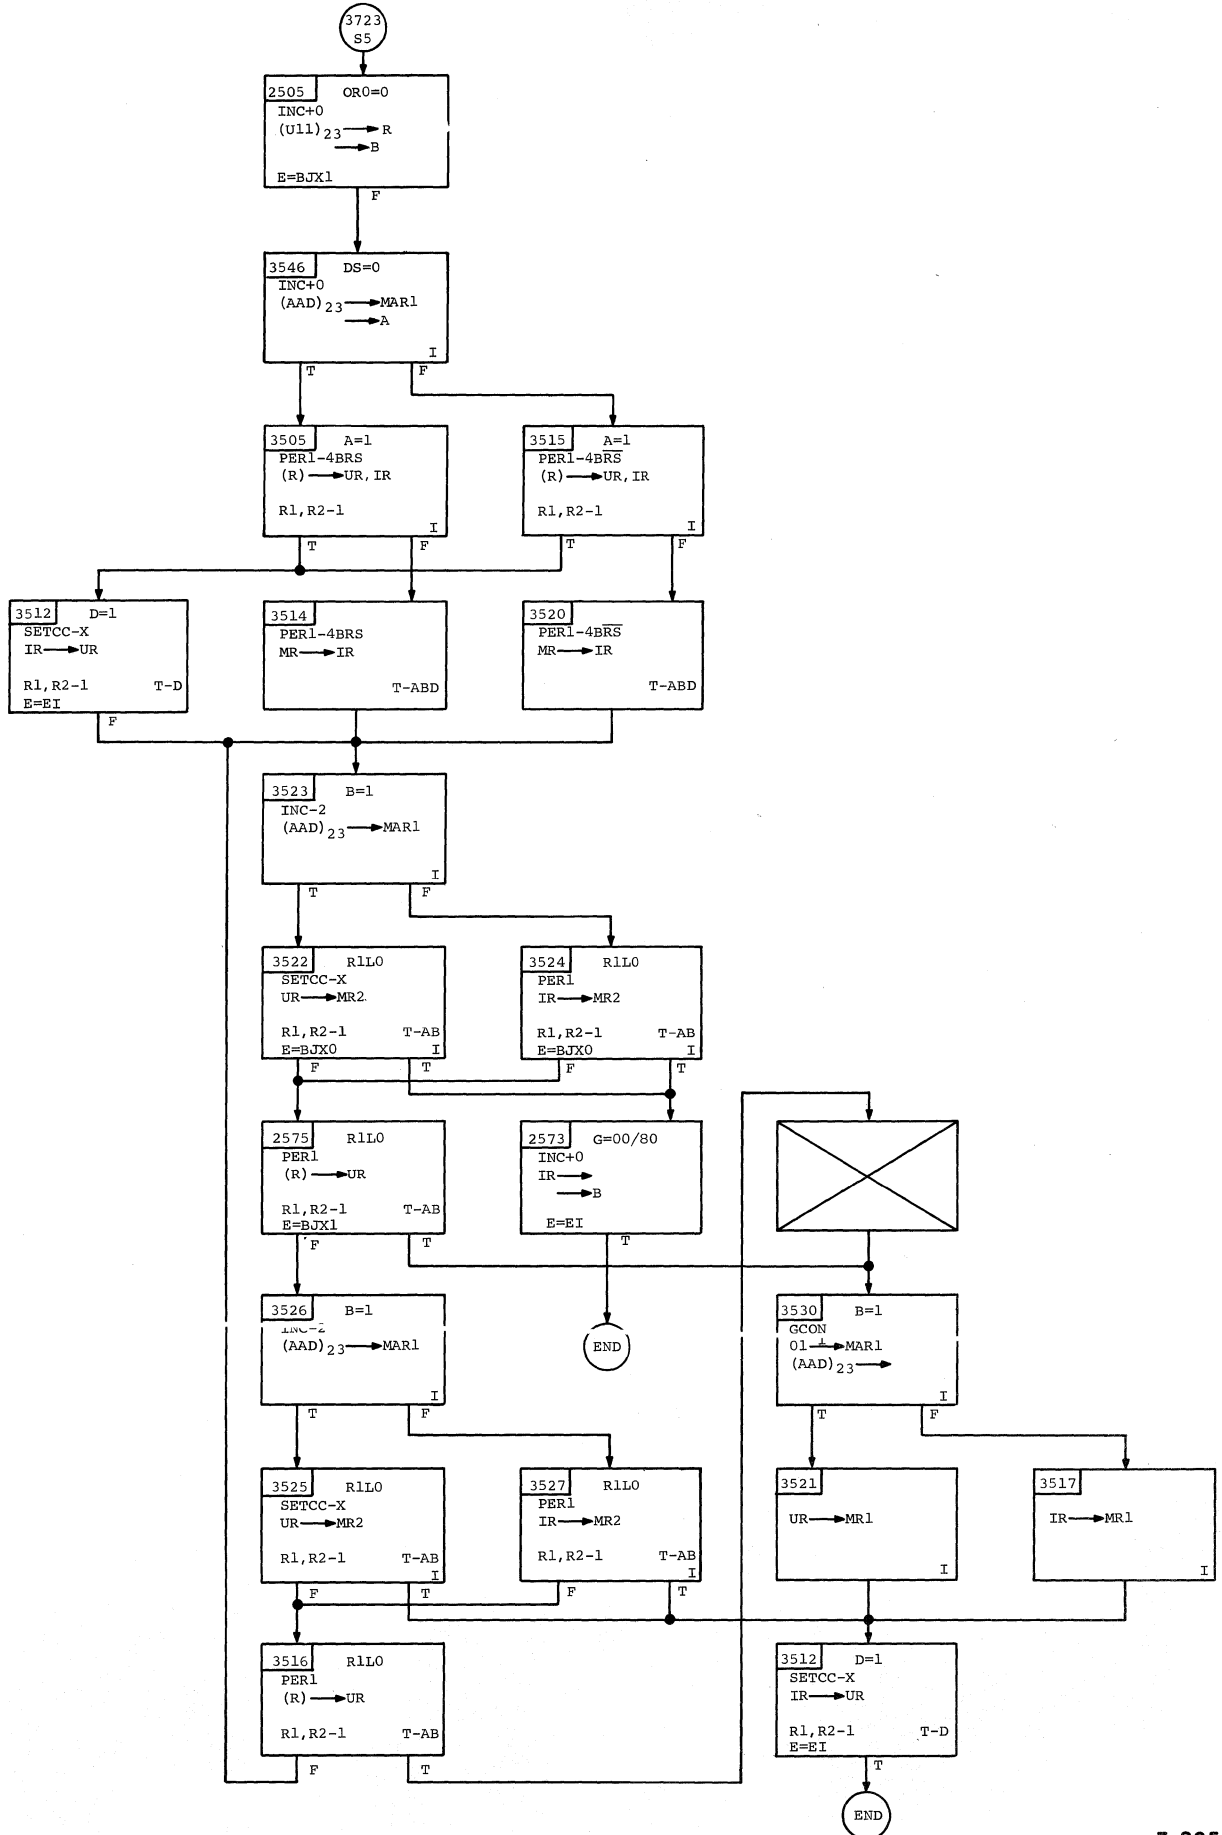 3723
S5
2505 OR0=0
INC+0
(U11)23→R
→B
E=BJX1
F
3546 DS=0
INC+0
(AAD)23→MAR1
→A
I
T F
3505 A=1
PER1-4BRS
(R)→UR,IR
R1,R2-1
I
T F
3515 A=1
PER1-4BR̅S̅
(R)→UR,IR
R1,R2-1
I
T F
3512 D=1
SETCC-X
IR→UR
R1,R2-1 T-D
E=EI
F
3514
PER1-4BRS
MR→IR
T-ABD
3520
PER1-4BR̅S̅
MR→IR
T-ABD
3523 B=1
INC-2
(AAD)23→MAR1
I
T F
3522 R1L0
SETCC-X
UR→MR2
R1,R2-1 T-AB
E=BJX0 I
F T
3524 R1L0
PER1
IR→MR2
R1,R2-1 T-AB
E=BJX0 I
F T
2575 R1L0
PER1
(R)→UR
R1,R2-1 T-AB
E=BJX1
F T
2573 G=00/80
INC+0
IR→
→B
E=EI
T
END
3526 B=1
INC-2
(AAD)23→MAR1
I
T F
3530 B=1
GCON
01→MAR1
(AAD)23→
I
T F
3525 R1L0
SETCC-X
UR→MR2
R1,R2-1 T-AB
I
F T
3527 R1L0
PER1
IR→MR2
R1,R2-1 T-AB
I
F T
3521
UR→MR1
I
3517
IR→MR1
I
3516 R1L0
PER1
(R)→UR
R1,R2-1 T-AB
F T
3512 D=1
SETCC-X
IR→UR
R1,R2-1 T-D
E=EI
T
END